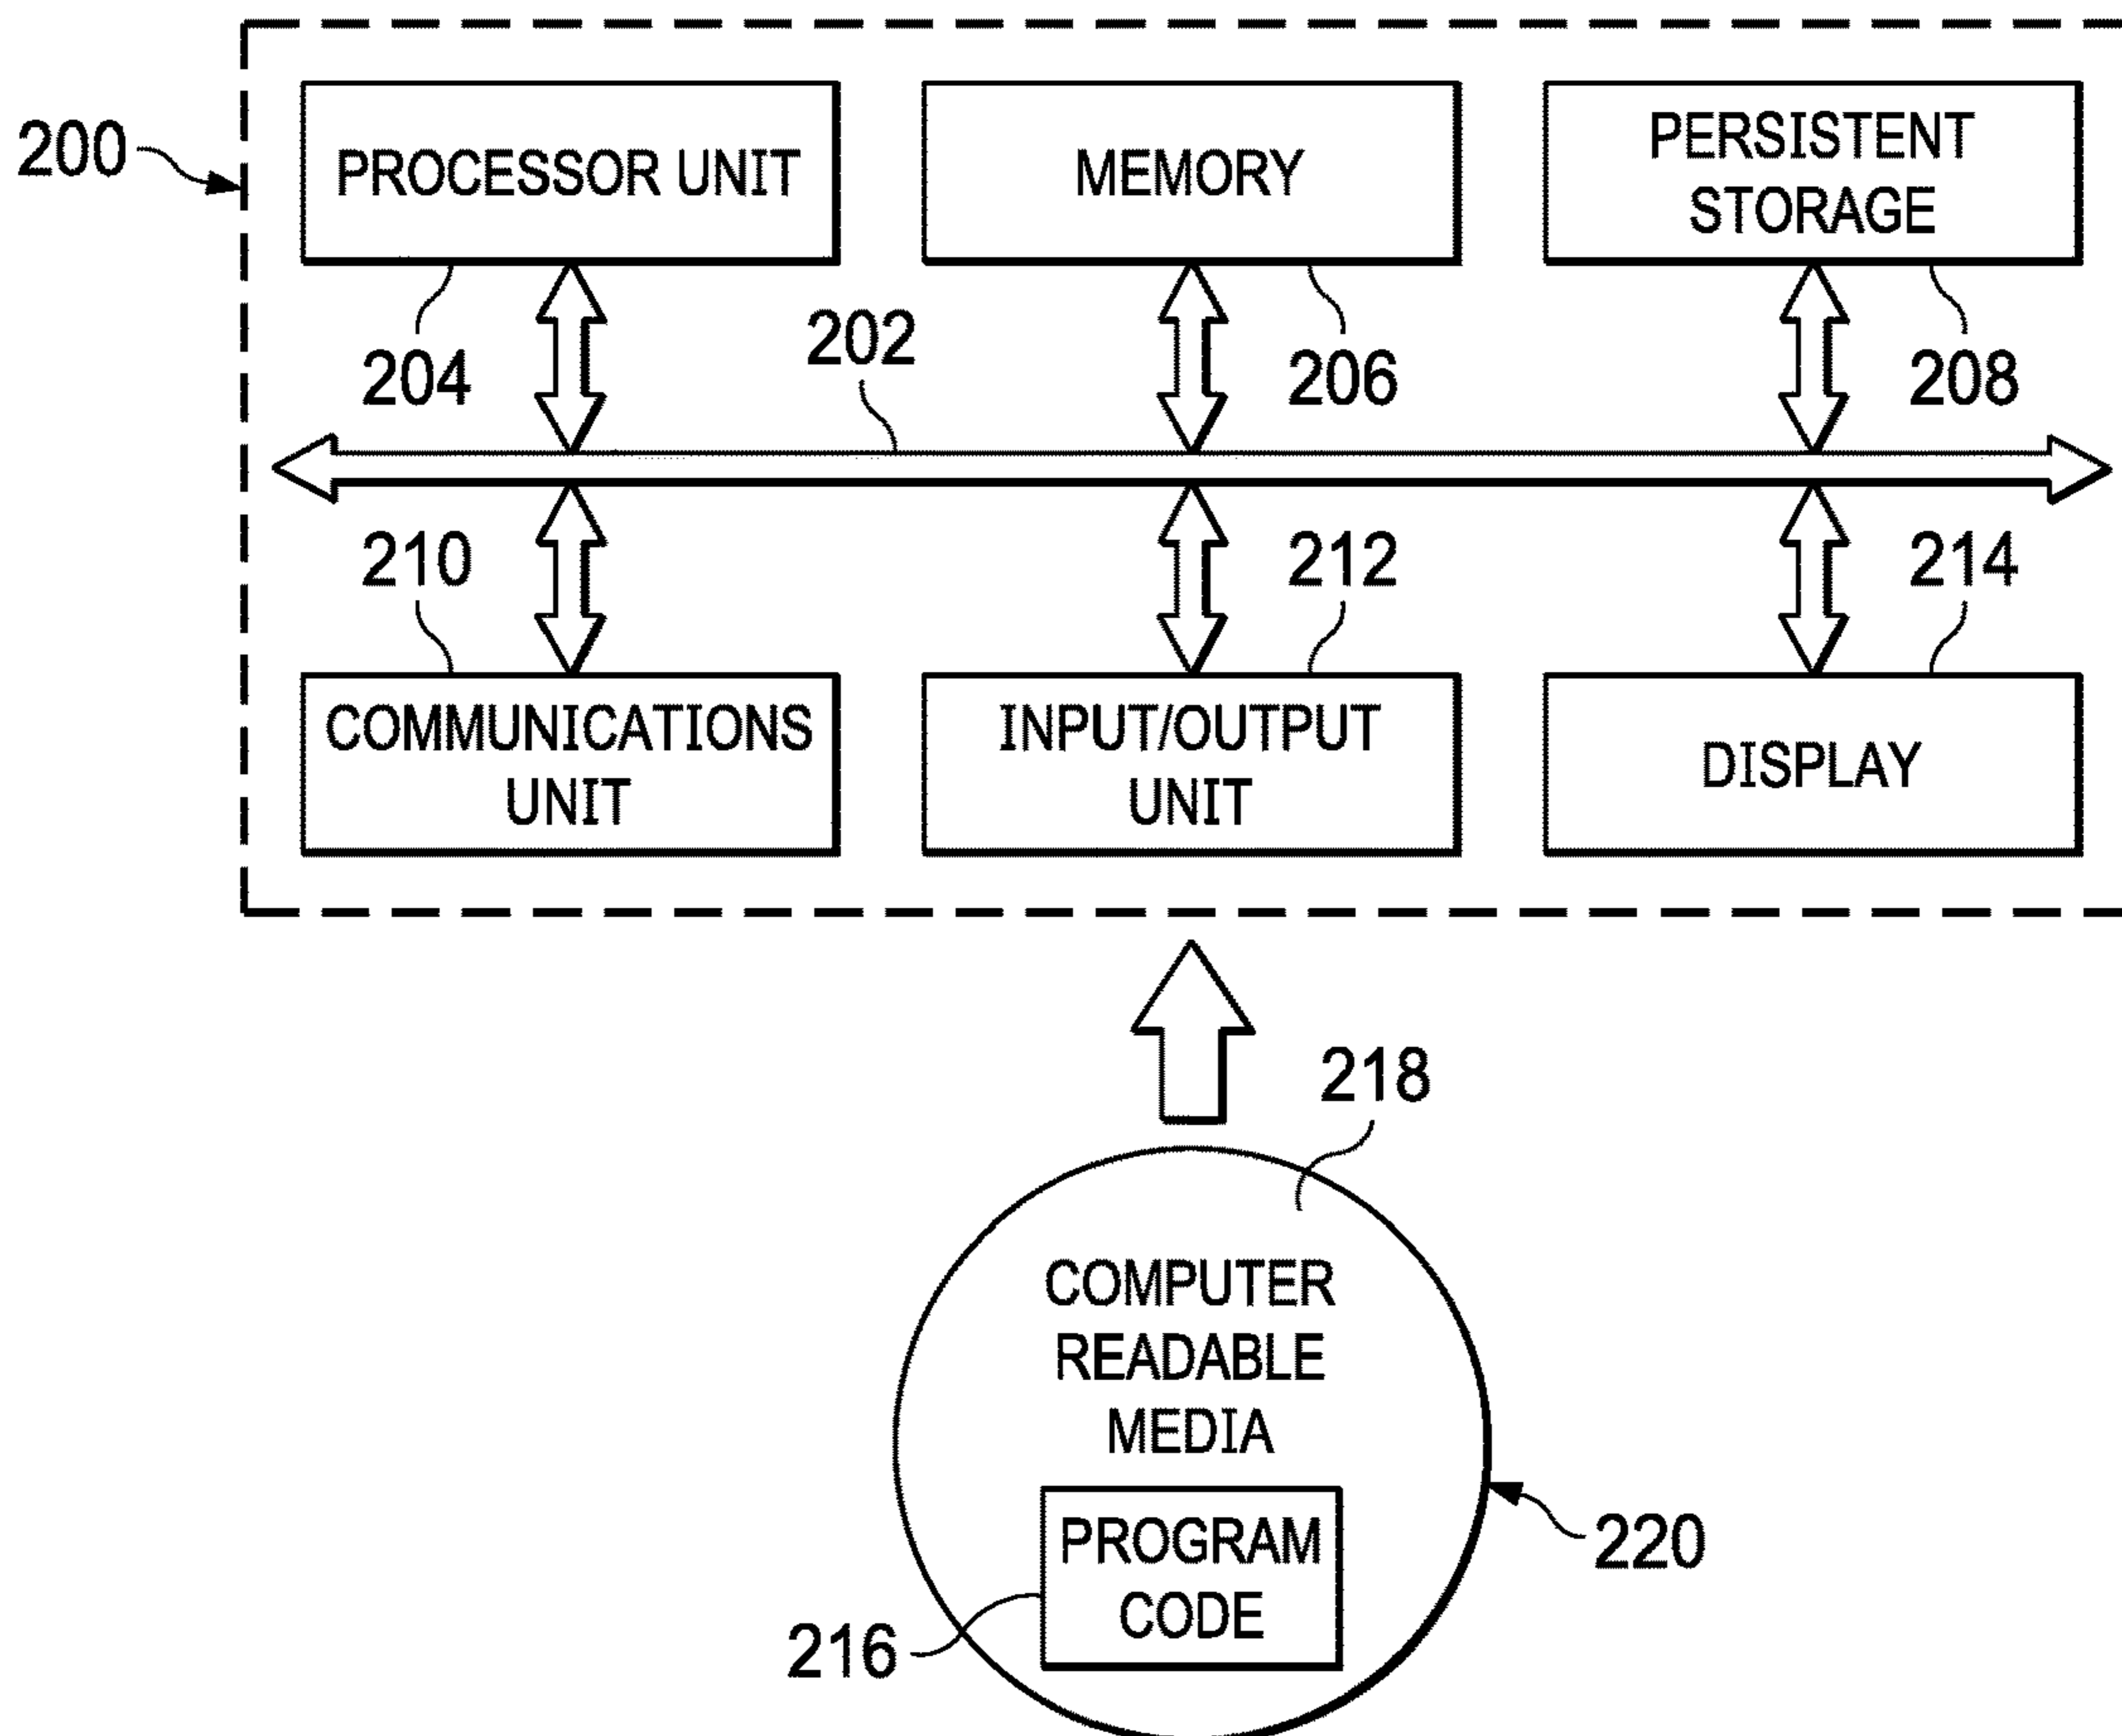 200
PROCESSOR UNIT
MEMORY
PERSISTENT
STORAGE
204
202
206
208
210
212
214
COMMUNICATIONS
UNIT
INPUT/OUTPUT
UNIT
DISPLAY
218
COMPUTER
READABLE
MEDIA
PROGRAM
CODE
220
216